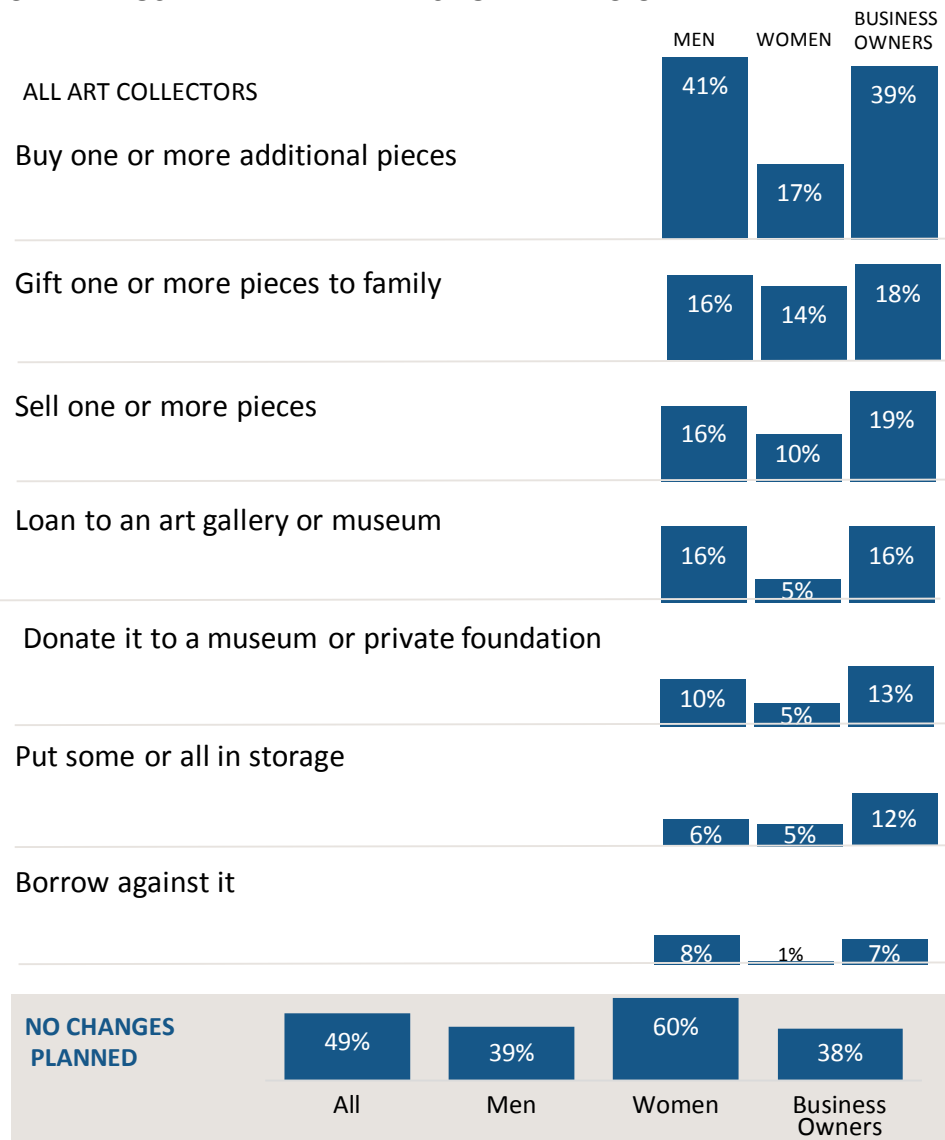 MEN WOMEN BUSINESS
OWNERS
ALL ART COLLECTORS
41% 39%
Buy one or more additional pieces
17%
Gift one or more pieces to family
16% 14% 18%
Sell one or more pieces
16% 10% 19%
Loan to an art gallery or museum
16% 5% 16%
Donate it to a museum or private foundation
10% 5% 13%
Put some or all in storage
6% 5% 12%
Borrow against it
8% 1% 7%
NO CHANGES
PLANNED
49% 39% 60% 38%
All Men Women Business
Owners